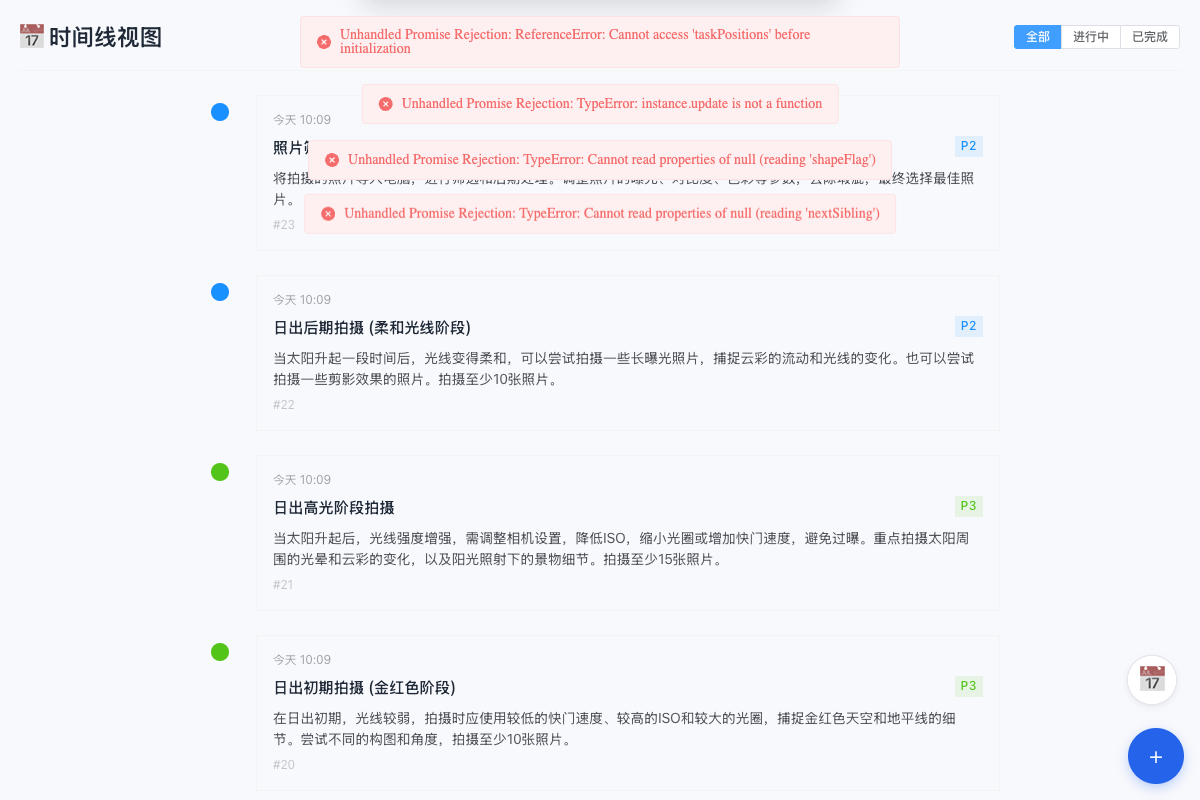 17 时间线视图
全部 进行中 已完成
Unhandled Promise Rejection: ReferenceError: Cannot access 'taskPositions' before
initialization
Unhandled Promise Rejection: TypeError: instance.update is not a function
Unhandled Promise Rejection: TypeError: Cannot read properties of null (reading 'shapeFlag')
Unhandled Promise Rejection: TypeError: Cannot read properties of null (reading 'nextSibling')
今天 10:09
照片
P2
最终选择最佳照
片。
#23
今天 10:09
日出后期拍摄 (柔和光线阶段)
P2
当太阳升起一段时间后，光线变得柔和，可以尝试拍摄一些长曝光照片，捕捉云彩的流动和光线的变化。也可以尝试
拍摄一些剪影效果的照片。拍摄至少10张照片。
#22
今天 10:09
日出高光阶段拍摄
P3
当太阳升起后，光线强度增强，需调整相机设置，降低ISO，缩小光圈或增加快门速度，避免过曝。重点拍摄太阳周
围的光晕和云彩的变化，以及阳光照射下的景物细节。拍摄至少15张照片。
#21
今天 10:09
日出初期拍摄 (金红色阶段)
P3
在日出初期，光线较弱，拍摄时应使用较低的快门速度、较高的ISO和较大的光圈，捕捉金红色天空和地平线的细
节。尝试不同的构图和角度，拍摄至少10张照片。
#20
17
+